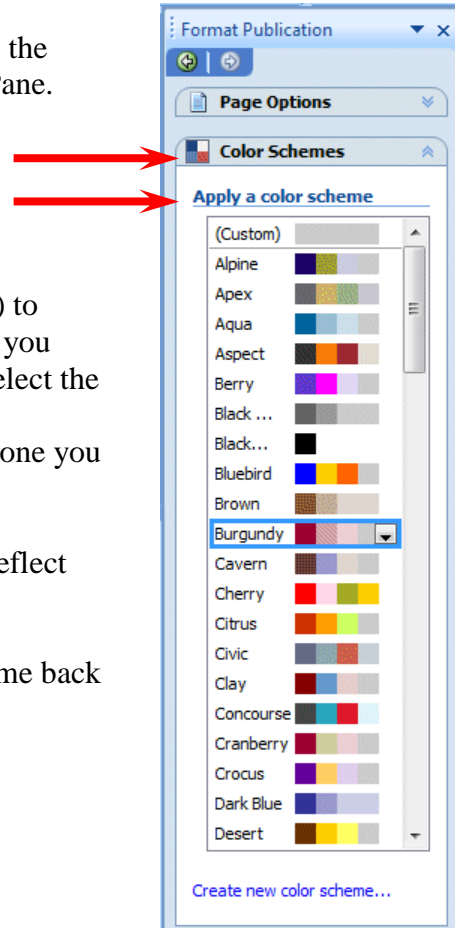 the
Pane.
) to
you
elect the
one you
eflect
me back
Format Publication
Page Options
Color Schemes
Apply a color scheme
(Custom)
Alpine
Apex
Aqua
Aspect
Berry
Black ...
Black...
Bluebird
Brown
Burgundy
Cavern
Cherry
Citrus
Civic
Clay
Concourse
Cranberry
Crocus
Dark Blue
Desert
Create new color scheme...